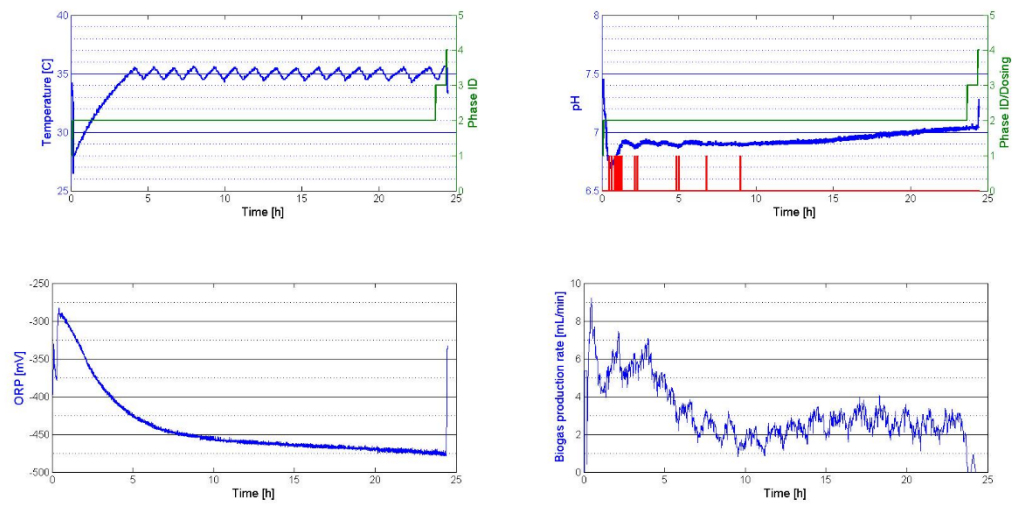 40
35
30
25
Temperature [C]
5
4
3
2
1
0
Phase ID
0 5 10 15 20 25
Time [h]
8
7.5
7
6.5
pH
5
4
3
2
1
0
Phase ID/Dosing
0 5 10 15 20 25
Time [h]
-250
-300
-350
-400
-450
-500
ORP [mV]
0 5 10 15 20 25
Time [h]
10
8
6
4
2
0
Biogas production rate [mL/min]
0 5 10 15 20 25
Time [h]